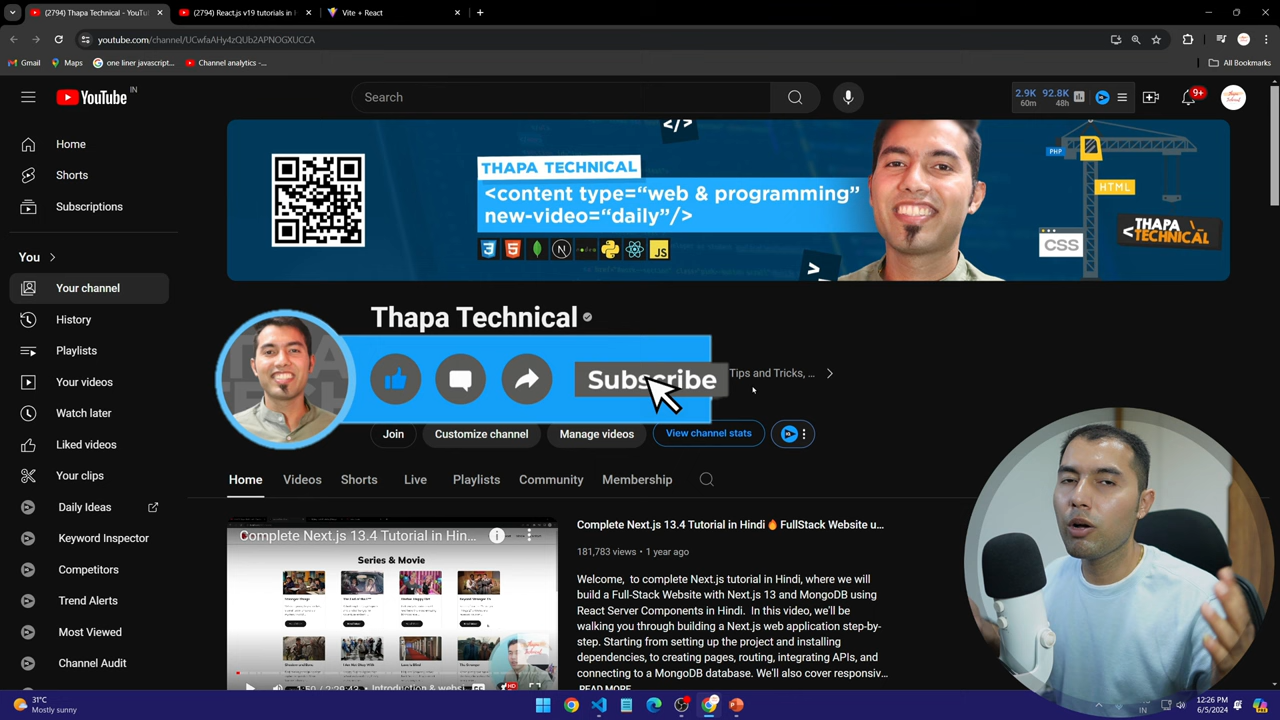 (2794) Thapa Technical - YouTu
(2794) React.js v19 tutorials in H
Vite + React
youtube.com/channel/UCwfaAHy4zQUb2APNOGXUCCA
Gmail
Maps
one liner javascript...
Channel analytics -...
All Bookmarks
YouTube IN
Search
2.9K 92.8K
60m 48h
9+
Home
Shorts
Subscriptions
You
Your channel
History
Playlists
Your videos
Watch later
Liked videos
Your clips
Daily Ideas
Keyword Inspector
Competitors
Trend Alerts
Most Viewed
Channel Audit
</>
THAPA TECHNICAL
<content type="web & programming"
new-video="daily"/>
JS
PHP
HTML
CSS
<THAPA
TECHNICAL
Thapa Technical
Subscribe
Tips and Tricks, ...
Join
Customize channel
Manage videos
View channel stats
Home
Videos
Shorts
Live
Playlists
Community
Membership
Complete Next.js 13.4 Tutorial in Hin...
Series & Movie
Complete Next.js 13.4 Tutorial in Hindi 🔥 FullStack Website u...
181,783 views • 1 year ago
Welcome, to complete Next.js tutorial in Hindi, where we will
build a Full-Stack Website with Next.js 13 and MongoDB using
React Server Components in Hindi. In this series, we'll be
walking you through building a Next.js web application step-by-
step. Starting from setting up the project and installing
dependencies, to creating pages, routing, integrating APIs and
connecting to a MongoDB database. We'll also cover responsive...
READ MORE
31°C
Mostly sunny
IN
12:26 PM
6/5/2024